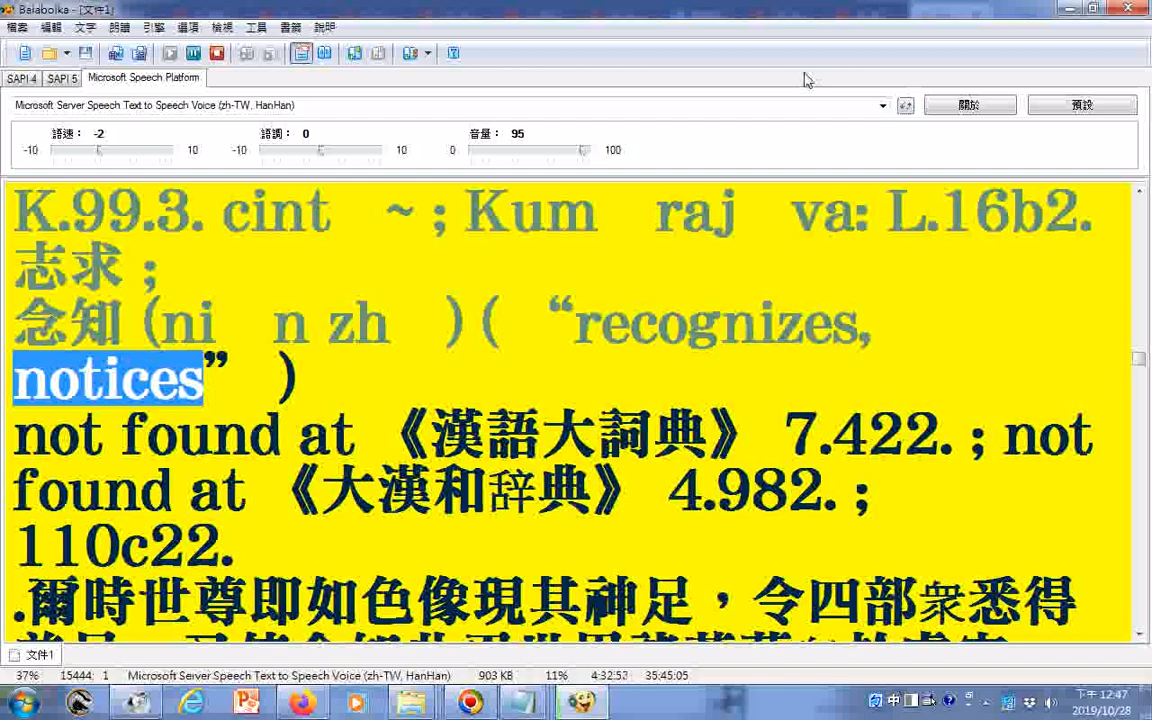 Balabolka - [文件1]
檔案 編輯 文字 朗讀 引擎 選項 檢視 工具 書籤 說明
SAPI 4 SAPI 5 Microsoft Speech Platform
Microsoft Server Speech Text to Speech Voice (zh-TW, HanHan) 關於 預設
語速： -2 語調： 0 音量： 95
-10 10 -10 10 0 100
K.99.3. cint ~ ; Kum raj va: L.16b2.
志求 ;
念知 (ni n zh )( “recognizes,
notices” )
not found at 《漢語大詞典》 7.422. ; not
found at 《大漢和辞典》 4.982. ;
110c22.
.爾時世尊即如色像現其神足，令四部衆悉得
文件1
37% 15444: 1 Microsoft Server Speech Text to Speech Voice (zh-TW, HanHan) 903 KB 11% 4:32:53 35:45:05
中 下午 12:47
2019/10/28